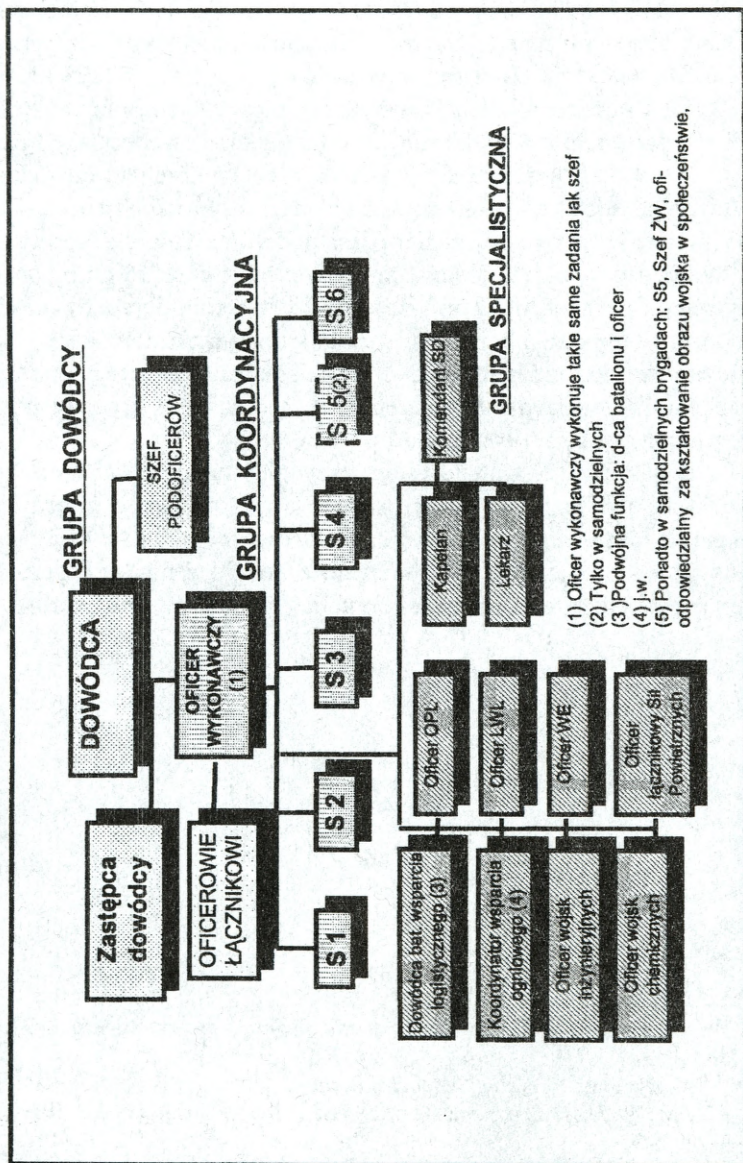 GRUPA DOWÓDCY
DOWÓDCA
Zastępca
dowódcy
SZEF
PODOFICERÓW
OFICER
WYKONAWCZY
(1)
OFICEROWIE
ŁĄCZNIKOWI
GRUPA KOORDYNACYJNA
S 1
S 2
S 3
S 4
S 5(2)
S 6
Dowódca bat. wsparcia
logistycznego (3)
Koordynator wsparcia
ogniowego (4)
Oficer wojsk
inżynieryjnych
Oficer wojsk
chemicznych
Oficer OPL
Oficer LWL
Oficer WE
Oficer
łącznikowy Sił
Powietrznych
Kapelan
Lekarz
Komendant SD
GRUPA SPECJALISTYCZNA
(1) Oficer wykonawczy wykonuje takie same zadania jak szef
(2) Tylko w samodzielnych
(3 )Podwójna funkcja: d-ca batalionu i oficer
(4) j.w.
(5) Ponadto w samodzielnych brygadach: S5, Szef ŻW, ofi-
odpowiedzialny za kształtowanie obrazu wojska w społeczeństwie,